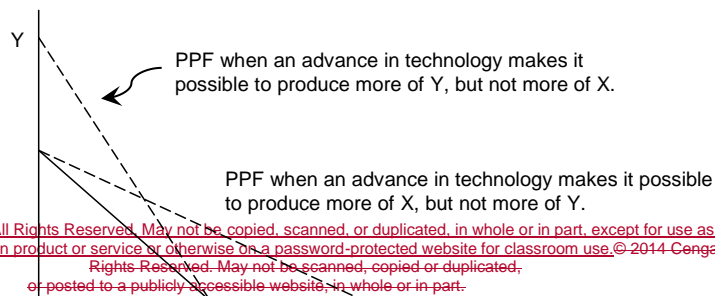 Y
PPF when an advance in technology makes it
possible to produce more of Y, but not more of X.
PPF when an advance in technology makes it possible
to produce more of X, but not more of Y.
ll Rights Reserved. May not be copied, scanned, or duplicated, in whole or in part, except for use as
n product or service or otherwise on a password-protected website for classroom use.© 2014 Cenga
Rights Reserved. May not be scanned, copied or duplicated,
or posted to a publicly accessible website, in whole or in part.